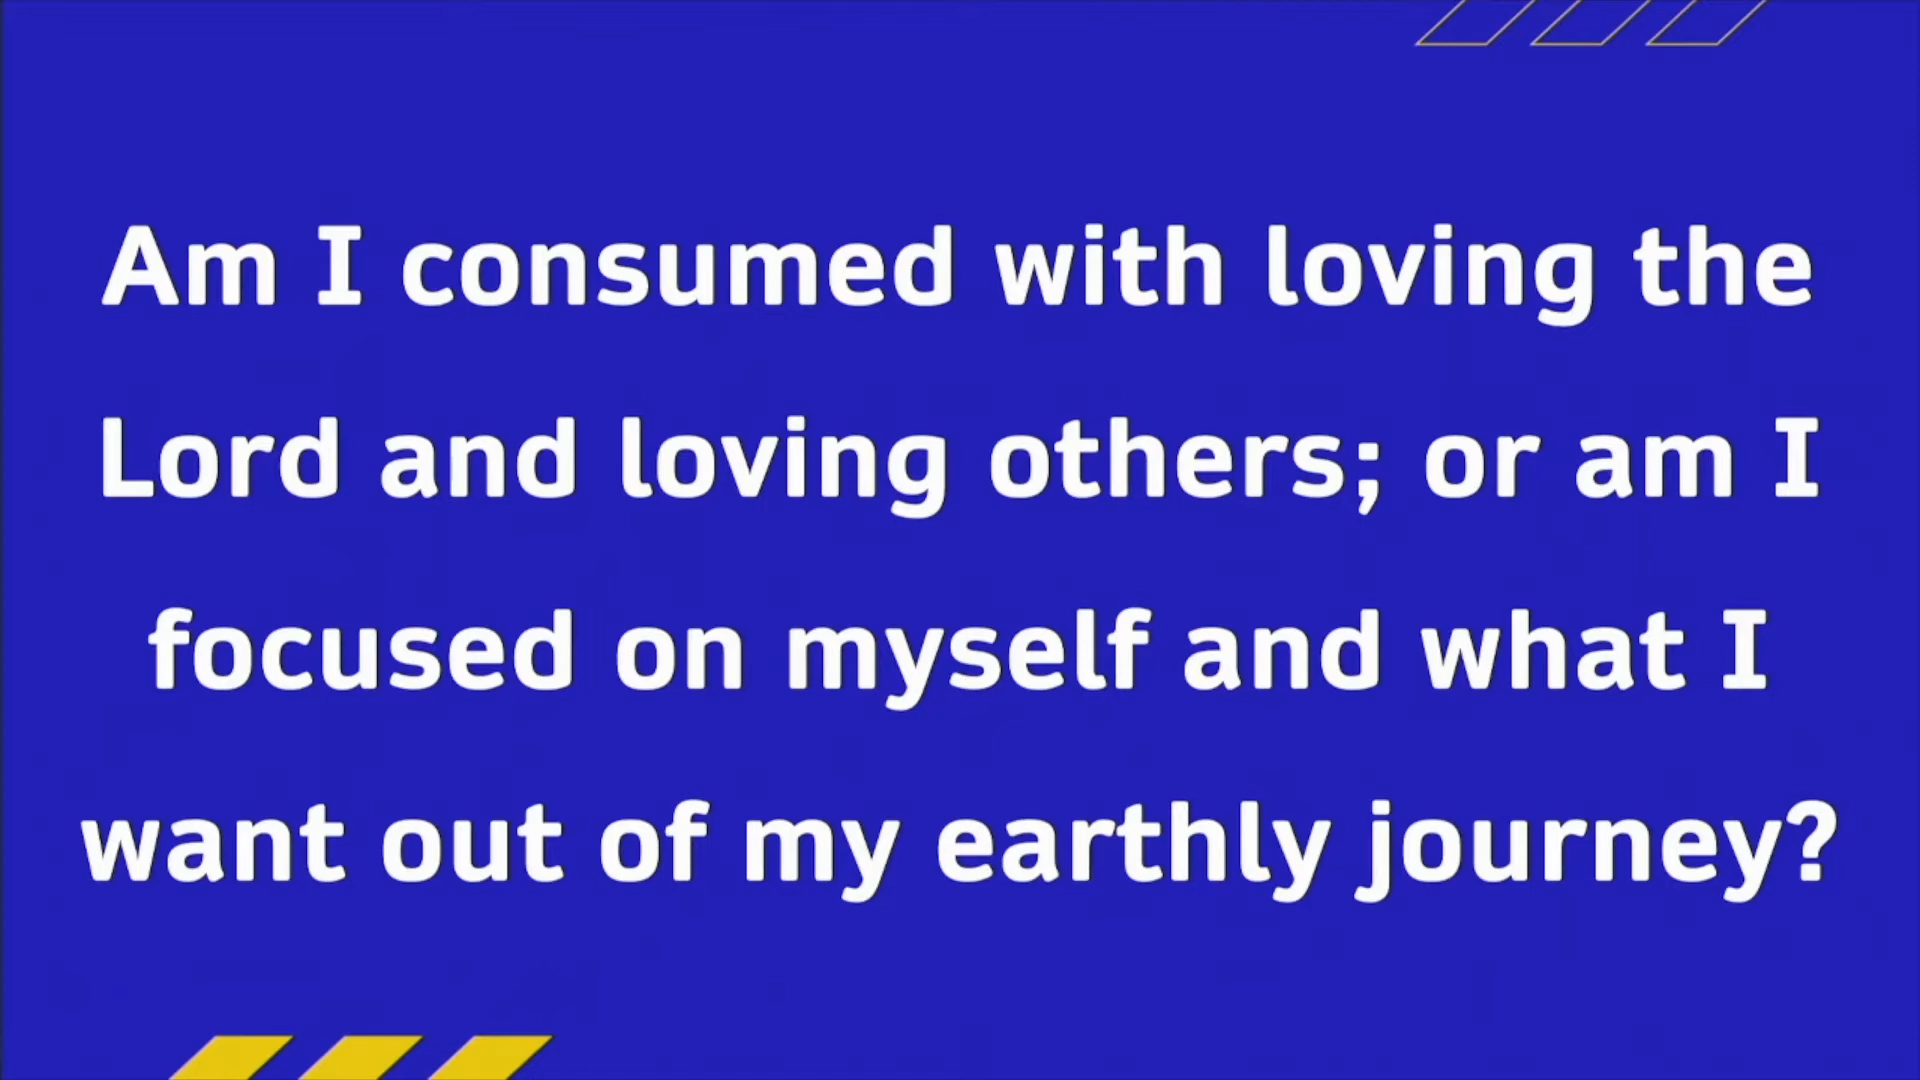 Am I consumed with loving the
Lord and loving others; or am I
focused on myself and what I
want out of my earthly journey?